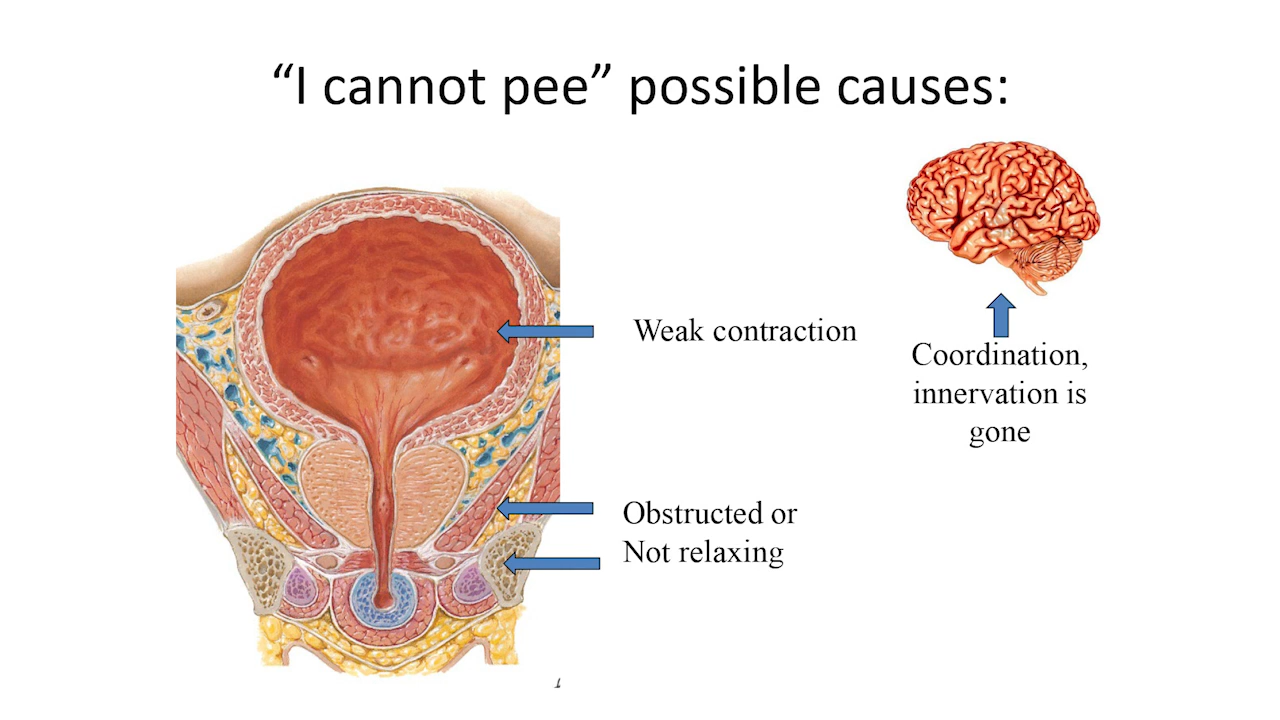 “I cannot pee” possible causes:
Weak contraction
Coordination,
innervation is
gone
Obstructed or
Not relaxing